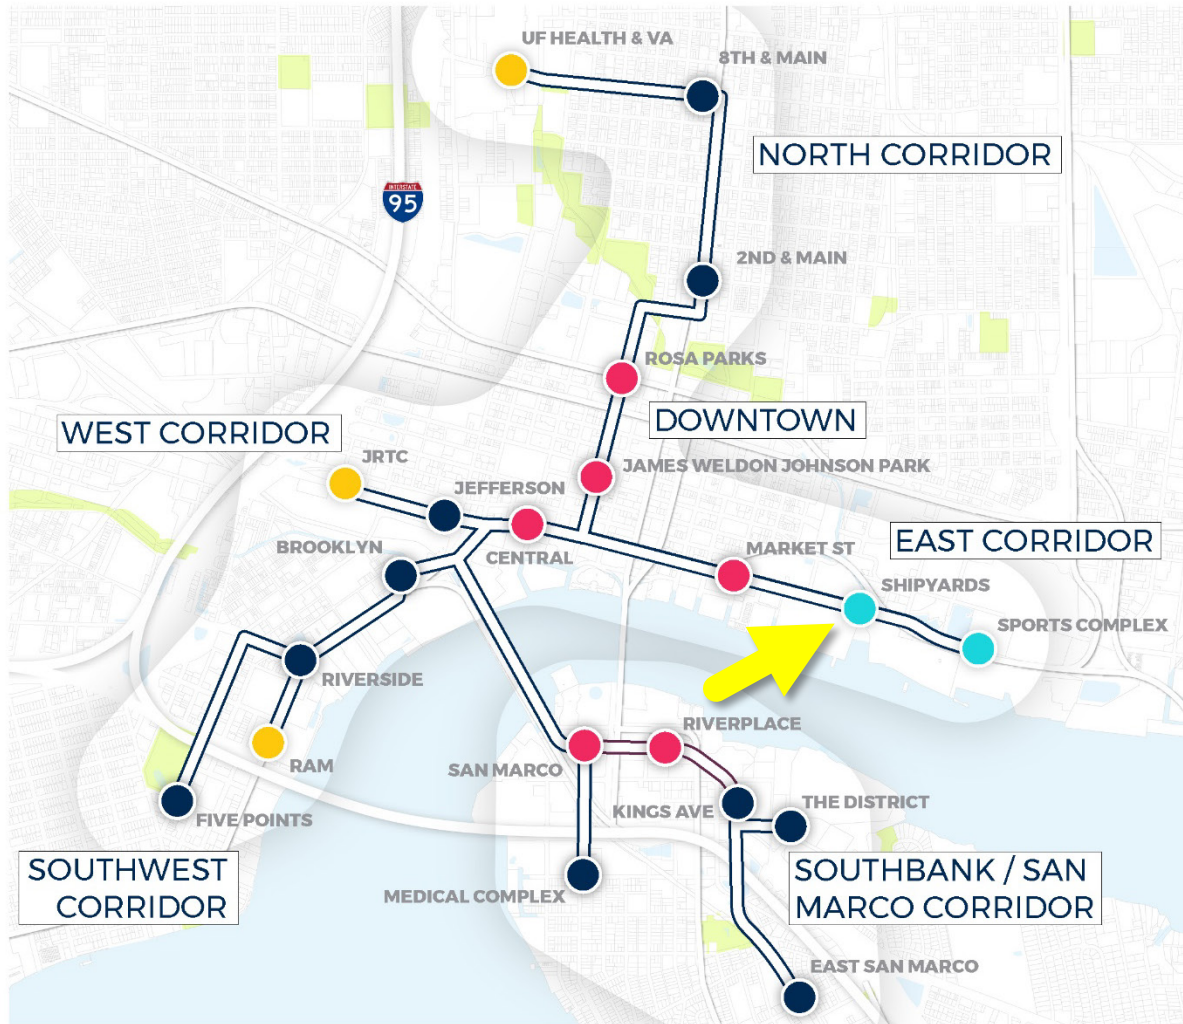 UF HEALTH & VA
8TH & MAIN
NORTH CORRIDOR
INTERSTATE
95
2ND & MAIN
ROSA PARKS
DOWNTOWN
WEST CORRIDOR
JRTC
JAMES WELDON JOHNSON PARK
JEFFERSON
EAST CORRIDOR
BROOKLYN
CENTRAL
MARKET ST
SHIPYARDS
SPORTS COMPLEX
RIVERSIDE
RIVERPLACE
RAM
SAN MARCO
KINGS AVE
THE DISTRICT
FIVE POINTS
SOUTHWEST
CORRIDOR
MEDICAL COMPLEX
SOUTHBANK / SAN
MARCO CORRIDOR
EAST SAN MARCO